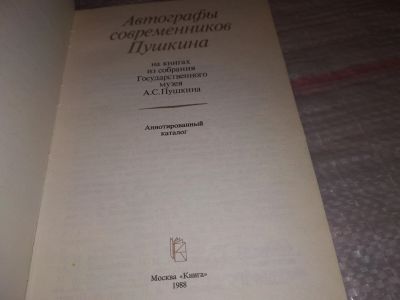 Автографы
современников
Пушкина
на книгах
из собрания
Государственного
музея
А.С.Пушкина
Аннотированный
каталог
Москва «Книга»
1988